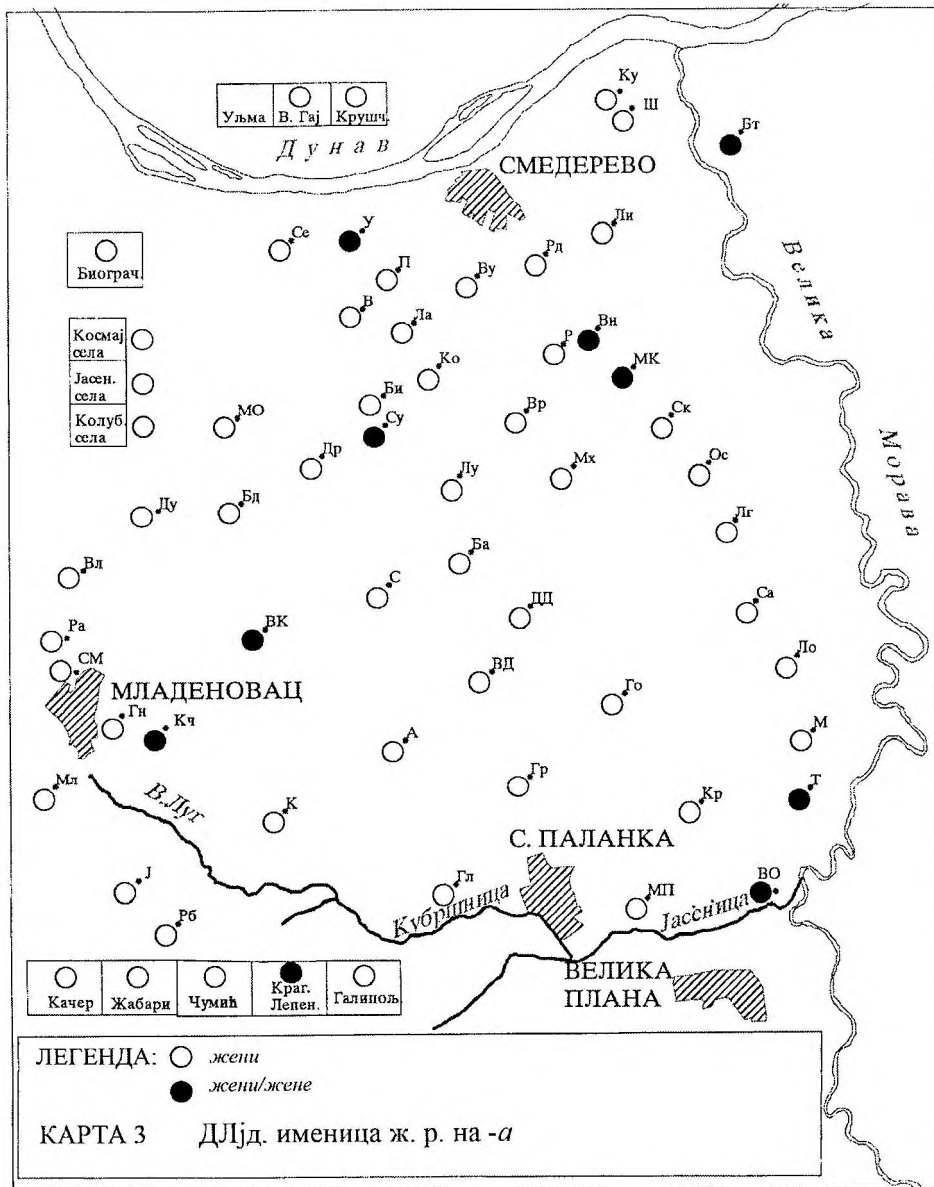 Ку
Ш
Уљма В. Гај Крушч.
Бт
Дунав
СМЕДЕРЕВО
Ли
Се
У
Рд
Велика
П
Ву
Биограч.
В
Ла
Вн
Р
Космај
села
Ко
МК
Јасен.
села
Би
МО
Вр
Ск
Колуб.
села
Су
Морава
Др
Лу
Мх
Ос
Ду
Бд
Лг
Ба
Вл
С
ДД
Са
Ра
ВК
Ло
СМ
ВД
МЛАДЕНОВАЦ
Го
Гн
Кч
А
М
Гр
Мл
В.Луг
К
Кр
Т
С. ПАЛАНКА
Ј
Гл
МП
ВО
Кубршница
Јасеница
Рб
ВЕЛИКА
ПЛАНА
Качер Жабари Чумић Краг.
Лепен. Галипољ.
ЛЕГЕНДА: жени
жени/жене
КАРТА 3 ДЛјд. именица ж. р. на -а